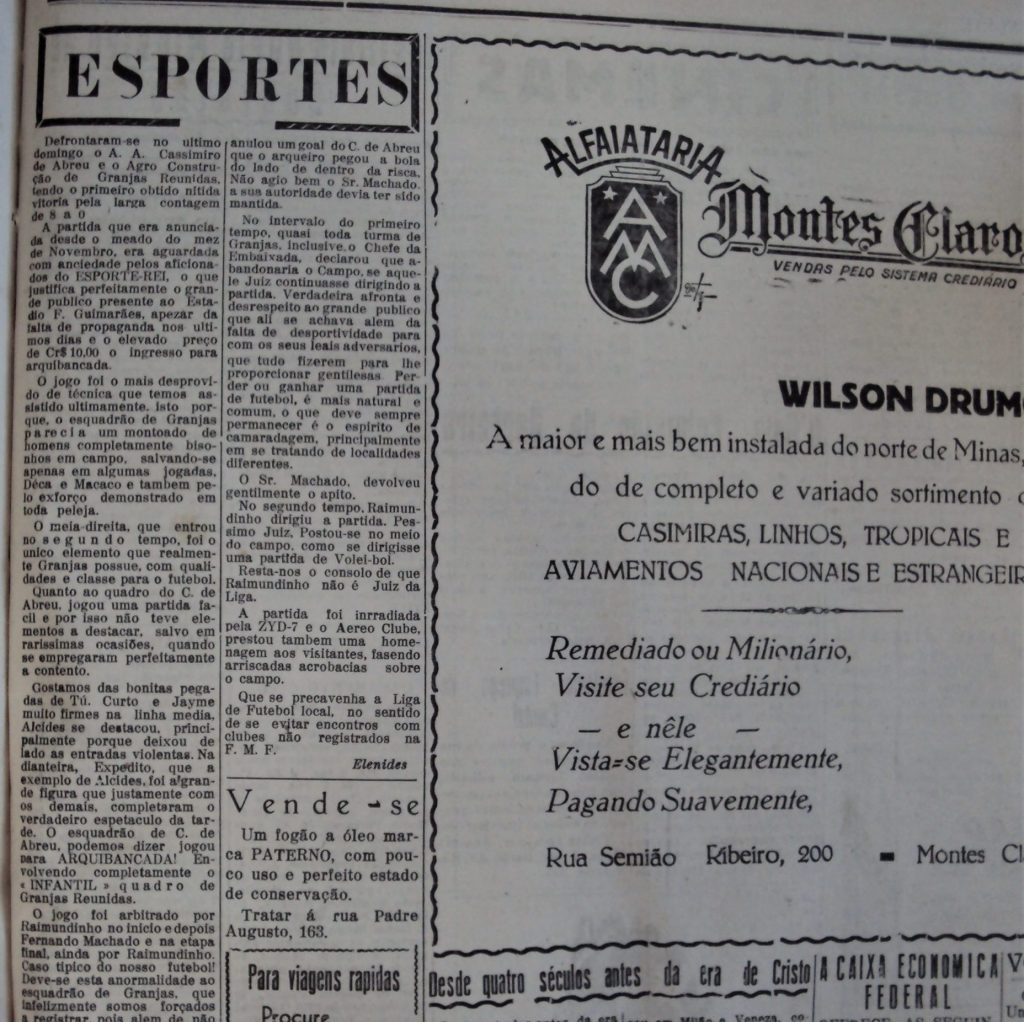 ESPORTES
Defrontaram-se no ultimo
domingo o A. A. Cassimiro
de Abreu e o Agro Constru-
ção de Granjas Reunidas,
tendo o primeiro obtido nitida
vitoria pela larga contagem
de 8 a 0
A partida que era anuncia-
da desde o meado do mez
de Novembro, era aguardada
com anciedade pelos aficiona-
dos do ESPORTE-REI, o que
justifica perfeitamente o gran-
de publico presente ao Esta-
dio F. Guimarães, apezar da
falta de propaganda nos ulti-
mos dias e o elevado preço
de Cr$ 10,00 o ingresso para
arquibancada.
O jogo foi o mais desprovi-
do de técnica que temos as-
sistido ultimamente. isto por-
que, o esquadrão de Granjas
parecia um montoado de
homens completamente biso-
nhos em campo, salvando-se
apenas em algumas jogadas,
Déca e Macaco e tambem pe-
lo exforço demonstrado em
toda peleja.
O meia-direita, que entrou
no segundo tempo, foi o
unico elemento que realmen-
te Granjas possue, com quali-
dades e classe para o futebol.
Quanto ao quadro do C. de
Abreu, jogou uma partida fa-
cil e por isso não teve ele-
mentos a destacar, salvo em
rarissimas ocasiões, quando
se empregaram perfeitamente
a contento.
Gostamos das bonitas pega-
das de Tú. Curto e Jayme
muito firmes na linha media.
Alcides se destacou, princi-
palmente porque deixou de
lado as entradas violentas. Na
dianteira, Expedito, que a
exemplo de Alcides, foi a gran-
de figura que justamente com
os demais, completaram o
verdadeiro espetaculo da tar-
de. O esquadrão de C. de
Abreu, podemos dizer jogou
para ARQUIBANCADA! En-
volvendo completamente o
« INFANTIL » quadro de
Granjas Reunidas.
O jogo foi arbitrado por
Raimundinho no inicio e depois
Fernando Machado e na etapa
final, ainda por Raimundinho.
Caso tipico do nosso futebol!
Deve-se esta anormalidade ao
esquadrão de Granjas, que
infelizmente somos forçados
a registrar, pois alem de não
anulou um goal do C. de Abreu
que o arqueiro pegou a bola
do lado de dentro da risca.
Não agio bem o Sr. Machado.
a sua autoridade devia ter sido
mantida.
No intervalo do primeiro
tempo, quasi toda turma de
Granjas, inclusive, o Chefe da
Embaixada, declarou que a-
bandonaria o Campo, se aque-
le Juiz continuasse dirigindo a
partida. Verdadeira afronta e
desrespeito ao grande publico
que ali se achava alem da
falta de desportividade para
com os seus leais adversarios,
que tudo fizerem para lhe
proporcionar gentilesas. Per-
der ou ganhar uma partida
de futebol, é mais natural e
comum, o que deve sempre
permanecer é o espirito de
camaradagem, principalmente
em se tratando de localidades
diferentes.
O Sr. Machado, devolveu
gentilmente o apito.
No segundo tempo, Raimun-
dinho dirigiu a partida. Pes-
simo Juiz, Postou-se no meio
do campo, como se dirigisse
uma partida de Volei-bol.
Resta-nos o consolo de que
Raimundinho não é Juiz da
Liga.
A partida foi inrradiada
pela ZYD-7 e o Aereo Clube,
prestou tambem uma home-
nagem aos visitantes, fasendo
arriscadas acrobacias sobre
o campo.
Que se precavenha a Liga
de Futebol local, no sentido
de se evitar encontros com
clubes não registrados na
F. M. F.
Elenides
Vende-se
Um fogão a óleo mar-
ca PATERNO, com pou-
co uso e perfeito estado
de conservação.
Tratar á rua Padre
Augusto, 163.
Para viagens rapidas
Procure
ALFAIATARIA
AMC
Montes Claro
VENDAS PELO SISTEMA CREDIÁRIO
WILSON DRUM
A maior e mais bem instalada do norte de Minas,
do de completo e variado sortimento
CASIMIRAS, LINHOS, TROPICAIS E
AVIAMENTOS NACIONAIS E ESTRANGEIR
Remediado ou Milionário,
Visite seu Crediário
— e nêle —
Vista-se Elegantemente,
Pagando Suavemente,
Rua Semião Ribeiro, 200 - Montes Cl
Desde quatro séculos antes da era de Cristo
A CAIXA ECONOMICA
FEDERAL